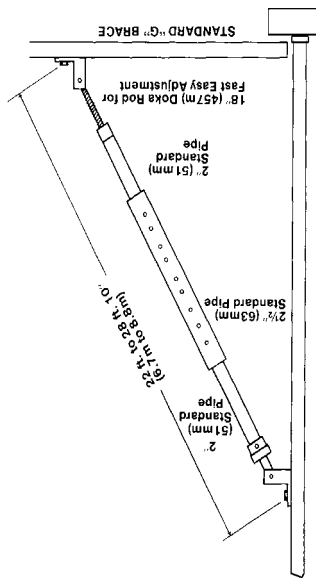 2"
(51mm)
Standard
Pipe
22 ft. to 28 ft. 10"
(6.7m to 8.8m)
2½" (63mm)
Standard Pipe
2" (51mm)
Standard
Pipe
18" (457m) Doka Rod for
Fast Easy Adjustment
STANDARD "G" BRACE